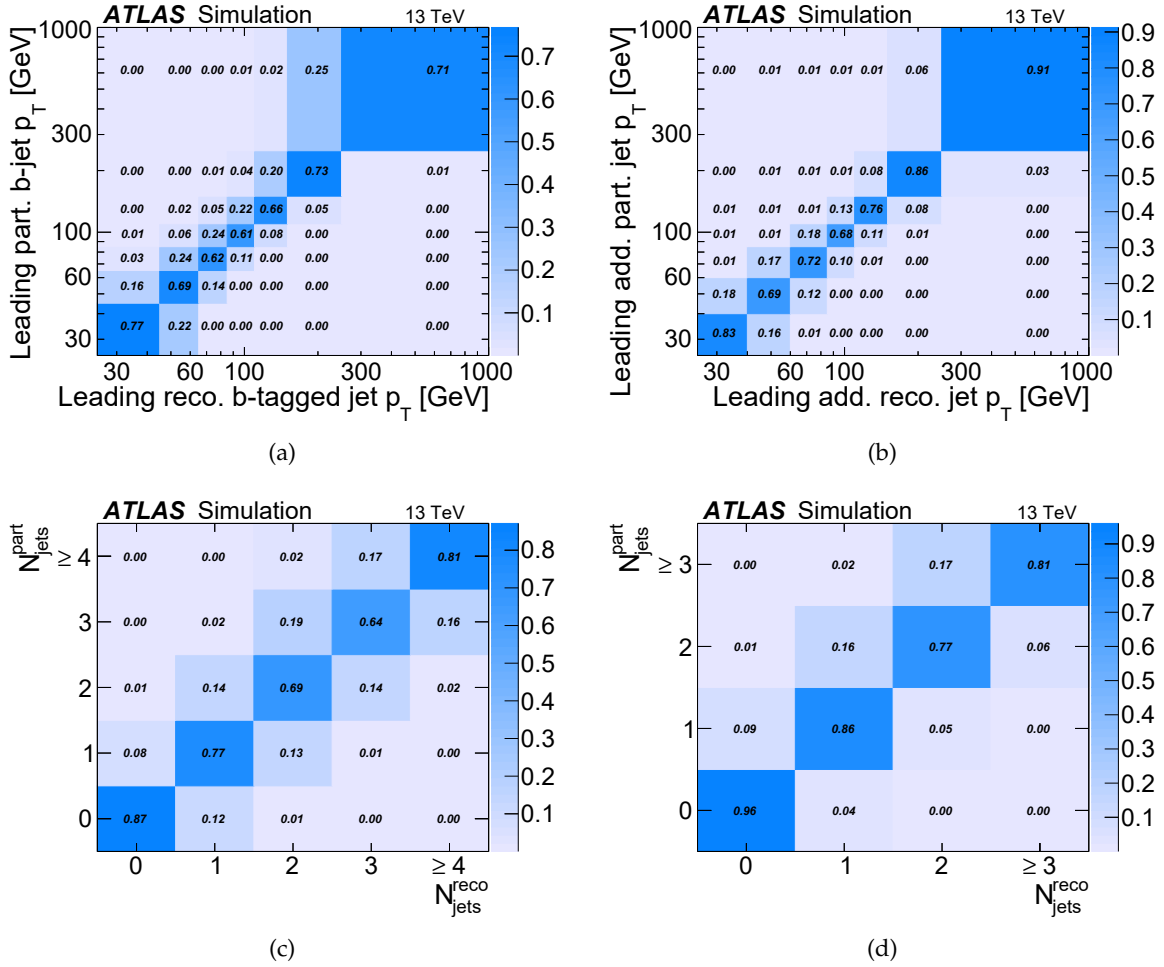 ATLAS Simulation 13 TeV
Leading part. b-jet p_T [GeV]
1000
300
100
60
30
0.00 0.00 0.00 0.01 0.02 0.25 0.71
0.00 0.00 0.01 0.04 0.20 0.73 0.01
0.00 0.02 0.05 0.22 0.66 0.05 0.00
0.01 0.06 0.24 0.61 0.08 0.00 0.00
0.03 0.24 0.62 0.11 0.00 0.00 0.00
0.16 0.69 0.14 0.00 0.00 0.00 0.00
0.77 0.22 0.00 0.00 0.00 0.00 0.00
30 60 100 300 1000
Leading reco. b-tagged jet p_T [GeV]
0.7
0.6
0.5
0.4
0.3
0.2
0.1
(a)
ATLAS Simulation 13 TeV
Leading add. part. jet p_T [GeV]
1000
300
100
60
30
0.00 0.01 0.01 0.01 0.01 0.06 0.91
0.00 0.01 0.01 0.01 0.08 0.86 0.03
0.01 0.01 0.01 0.13 0.76 0.08 0.00
0.01 0.01 0.18 0.68 0.11 0.01 0.00
0.01 0.17 0.72 0.10 0.01 0.00 0.00
0.18 0.69 0.12 0.00 0.00 0.00 0.00
0.83 0.16 0.01 0.00 0.00 0.00 0.00
30 60 100 300 1000
Leading add. reco. jet p_T [GeV]
0.9
0.8
0.7
0.6
0.5
0.4
0.3
0.2
0.1
(b)
ATLAS Simulation 13 TeV
N_jets^part
≥ 4
3
2
1
0
0.00 0.00 0.02 0.17 0.81
0.00 0.02 0.19 0.64 0.16
0.01 0.14 0.69 0.14 0.02
0.08 0.77 0.13 0.01 0.00
0.87 0.12 0.01 0.00 0.00
0 1 2 3 ≥ 4
N_jets^reco
0.8
0.7
0.6
0.5
0.4
0.3
0.2
0.1
(c)
ATLAS Simulation 13 TeV
N_jets^part
≥ 3
2
1
0
0.00 0.02 0.17 0.81
0.01 0.16 0.77 0.06
0.09 0.86 0.05 0.00
0.96 0.04 0.00 0.00
0 1 2 ≥ 3
N_jets^reco
0.9
0.8
0.7
0.6
0.5
0.4
0.3
0.2
0.1
(d)